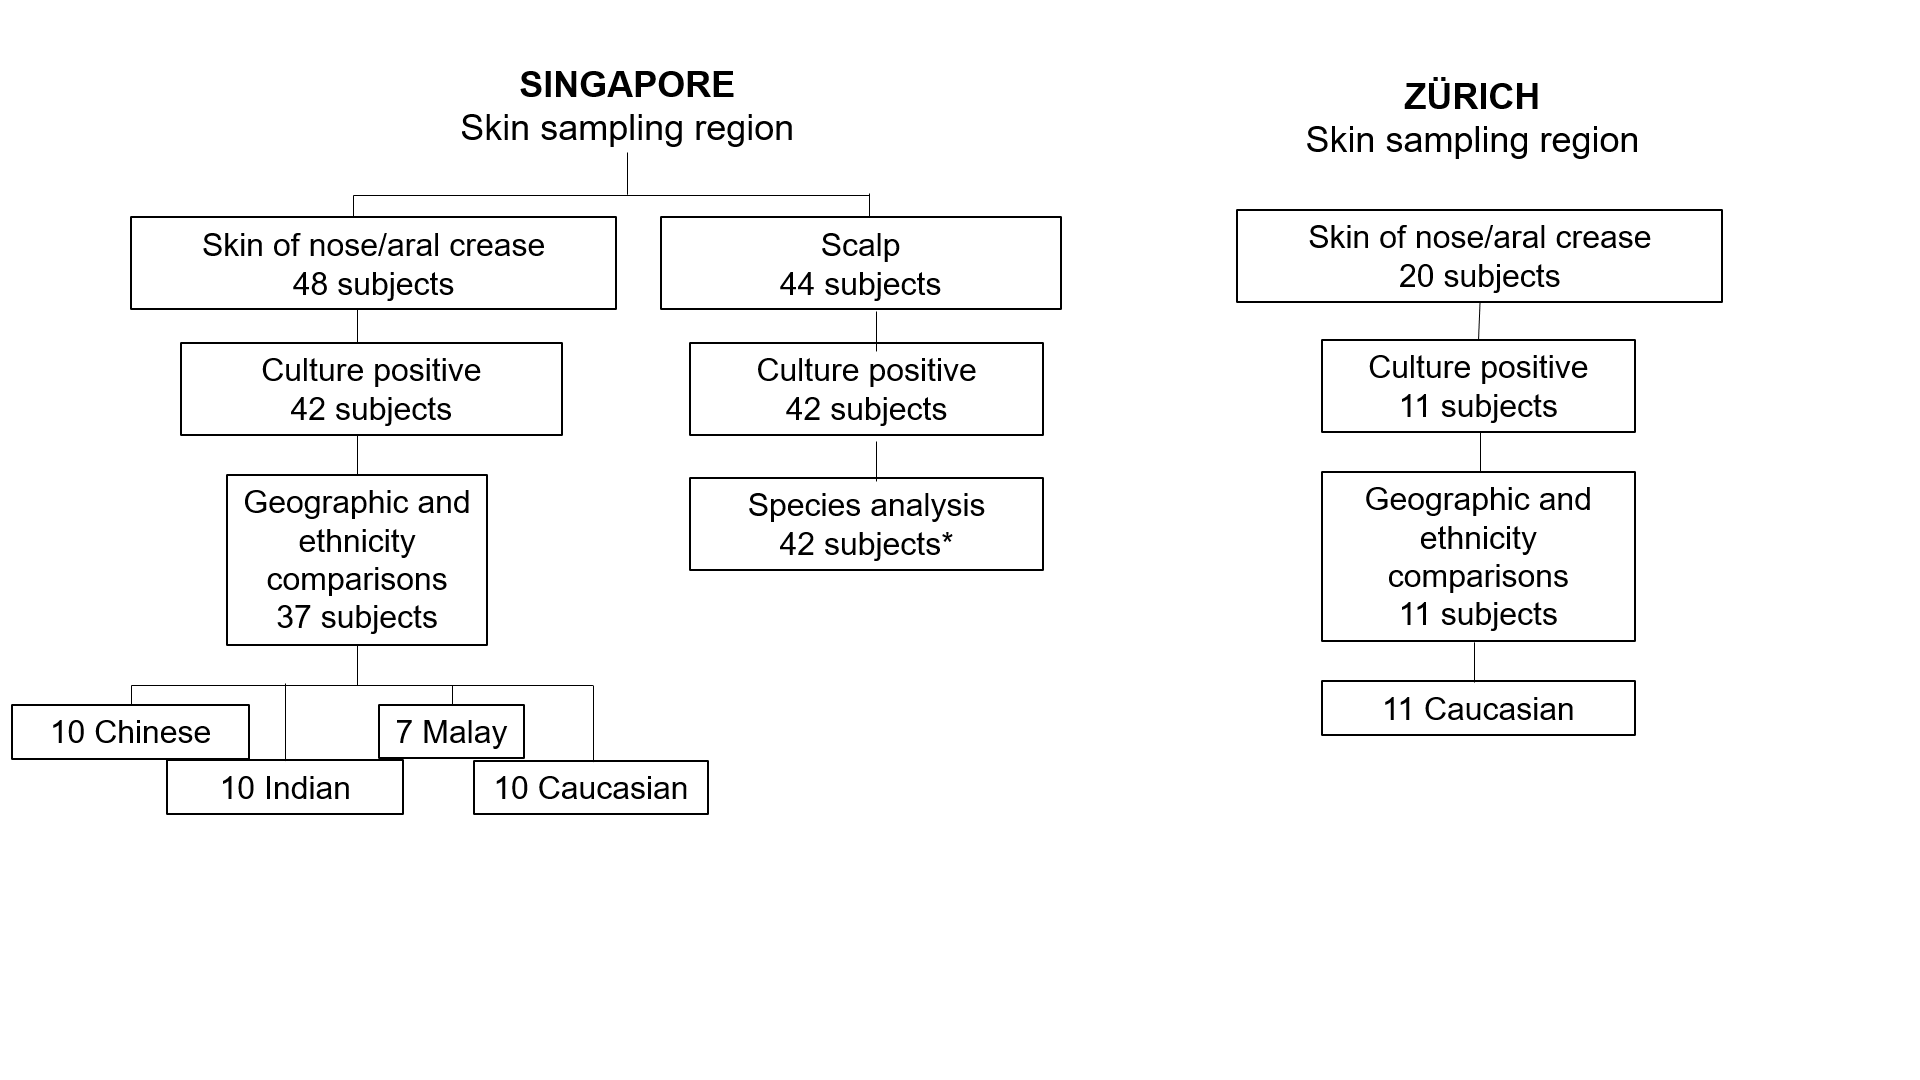 SINGAPORE
Skin sampling region
Skin of nose/aral crease
48 subjects
Culture positive
42 subjects
Geographic and
ethnicity
comparisons
37 subjects
10 Chinese
10 Indian
7 Malay
10 Caucasian
Scalp
44 subjects
Culture positive
42 subjects
Species analysis
42 subjects*
ZÜRICH
Skin sampling region
Skin of nose/aral crease
20 subjects
Culture positive
11 subjects
Geographic and
ethnicity
comparisons
11 subjects
11 Caucasian